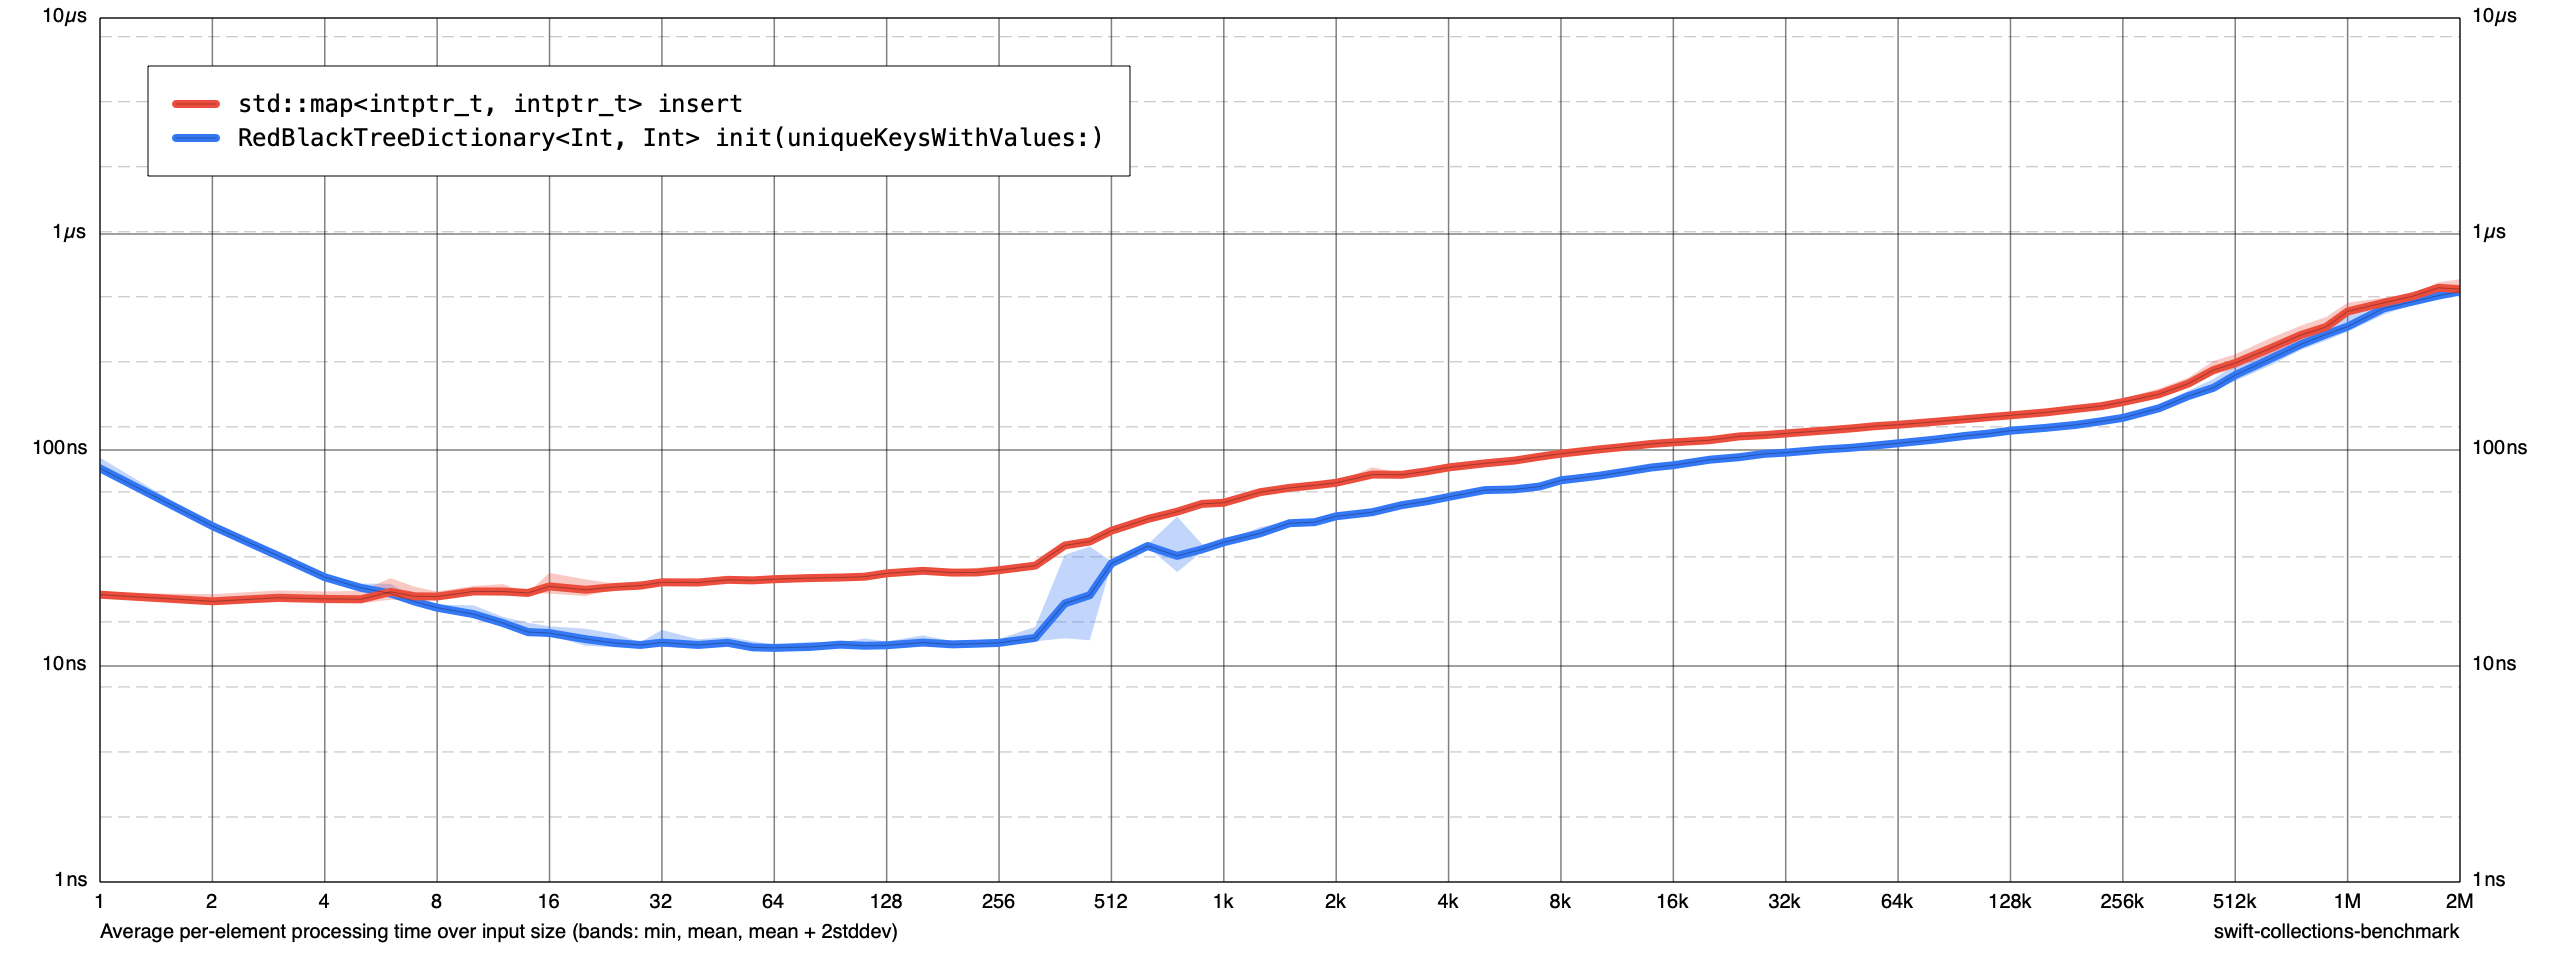 10µs 10µs
std::map<intptr_t, intptr_t> insert
RedBlackTreeDictionary<Int, Int> init(uniqueKeysWithValues:)
1µs 1µs
100ns 100ns
10ns 10ns
1ns 1ns
1 2 4 8 16 32 64 128 256 512 1k 2k 4k 8k 16k 32k 64k 128k 256k 512k 1M 2M
Average per-element processing time over input size (bands: min, mean, mean + 2stddev) swift-collections-benchmark